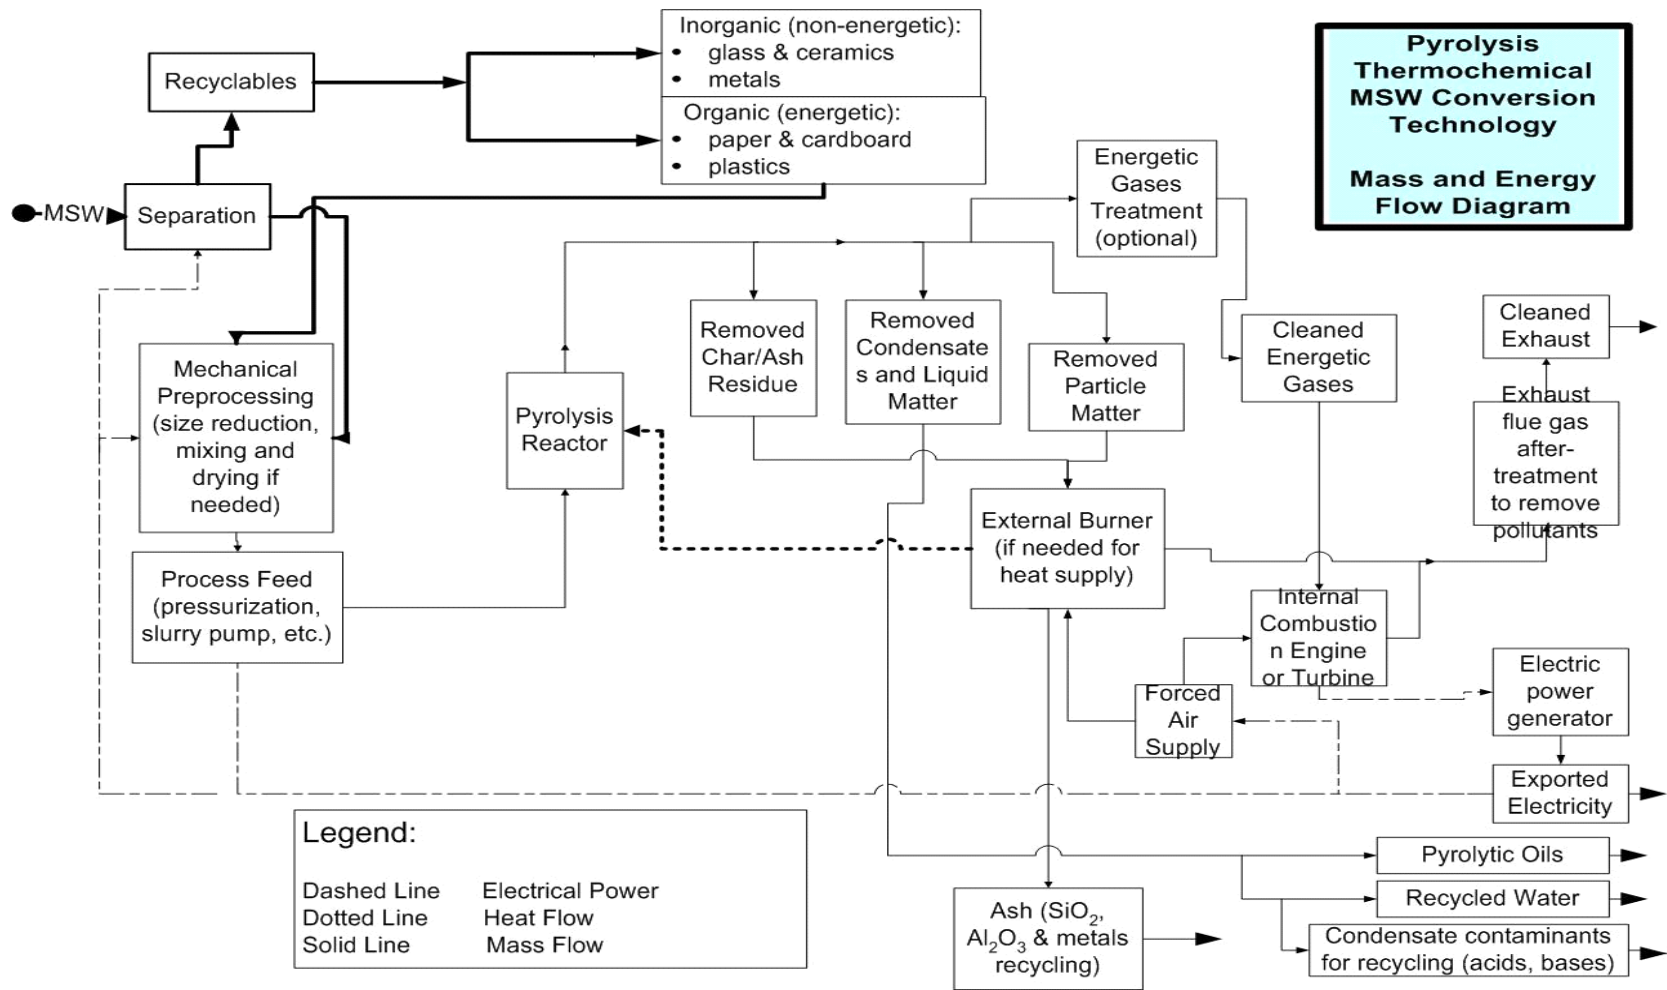 Inorganic (non-energetic):
• glass & ceramics
• metals
Organic (energetic):
• paper & cardboard
• plastics
Pyrolysis
Thermochemical
MSW Conversion
Technology
Mass and Energy
Flow Diagram
Recyclables
MSW
Separation
Energetic
Gases
Treatment
(optional)
Mechanical
Preprocessing
(size reduction,
mixing and
drying if
needed)
Pyrolysis
Reactor
Removed
Char/Ash
Residue
Removed
Condensate
s and Liquid
Matter
Removed
Particle
Matter
Cleaned
Energetic
Gases
Cleaned
Exhaust
Exhaust
flue gas
after-
treatment
to remove
pollutants
Process Feed
(pressurization,
slurry pump, etc.)
External Burner
(if needed for
heat supply)
Internal
Combustio
n Engine
or Turbine
Forced
Air
Supply
Electric
power
generator
Exported
Electricity
Legend:
Dashed Line Electrical Power
Dotted Line Heat Flow
Solid Line Mass Flow
Pyrolytic Oils
Recycled Water
Condensate contaminants
for recycling (acids, bases)
Ash (SiO₂,
Al₂O₃ & metals
recycling)